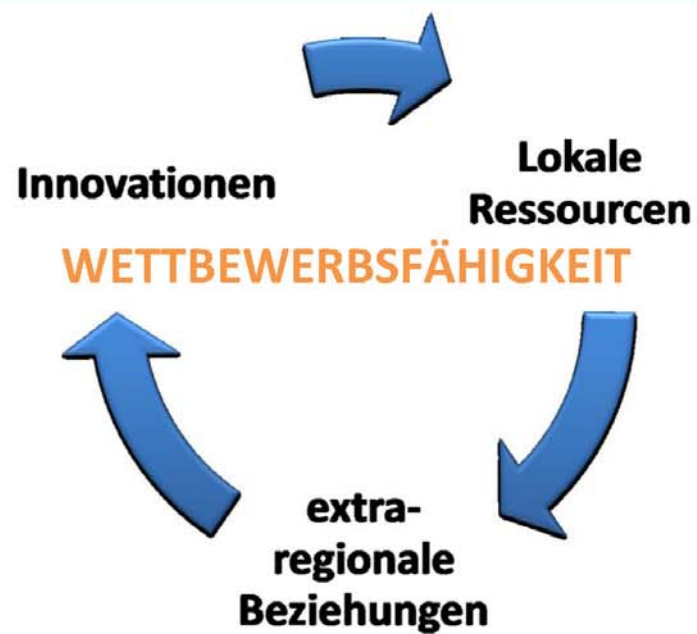 Innovationen
Lokale
Ressourcen
WETTBEWERBSFÄHIGKEIT
extra-
regionale
Beziehungen